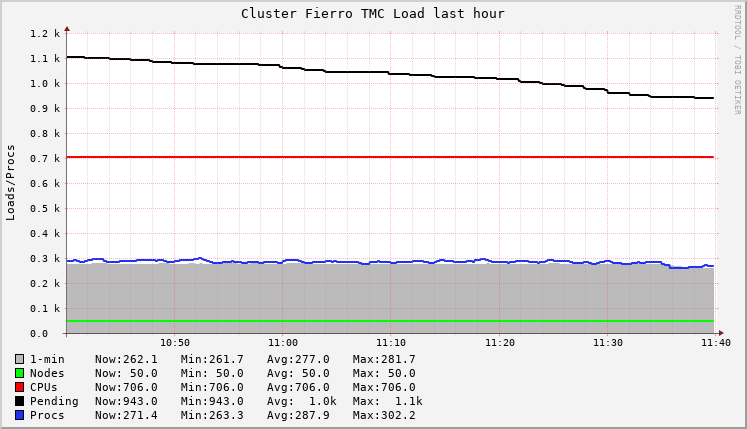 Cluster Fierro TMC Load last hour
RRDTOOL / TOBI OETIKER
Loads/Procs
1.2 k
1.1 k
1.0 k
0.9 k
0.8 k
0.7 k
0.6 k
0.5 k
0.4 k
0.3 k
0.2 k
0.1 k
0.0
10:50 11:00 11:10 11:20 11:30 11:40
1-min Now:262.1 Min:261.7 Avg:277.0 Max:281.7
Nodes Now: 50.0 Min: 50.0 Avg: 50.0 Max: 50.0
CPUs Now:706.0 Min:706.0 Avg:706.0 Max:706.0
Pending Now:943.0 Min:943.0 Avg: 1.0k Max: 1.1k
Procs Now:271.4 Min:263.3 Avg:287.9 Max:302.2